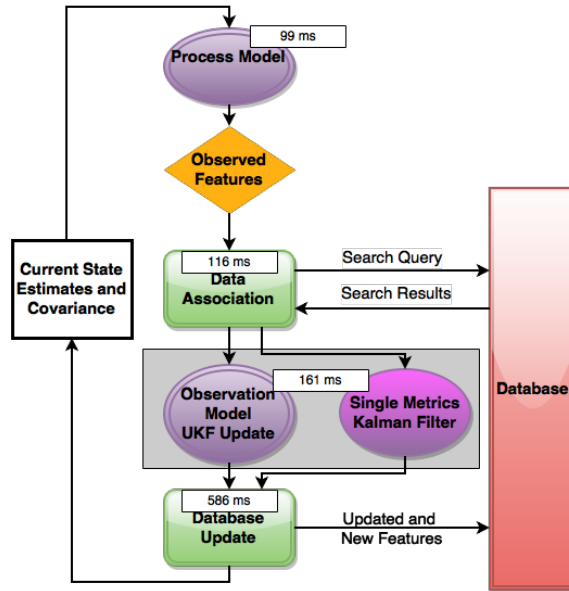 99 ms
Process Model
Observed
Features
116 ms
Data
Association
Search Query
Search Results
Current State
Estimates and
Covariance
Database
161 ms
Observation
Model
UKF Update
Single Metrics
Kalman Filter
586 ms
Database
Update
Updated and
New Features